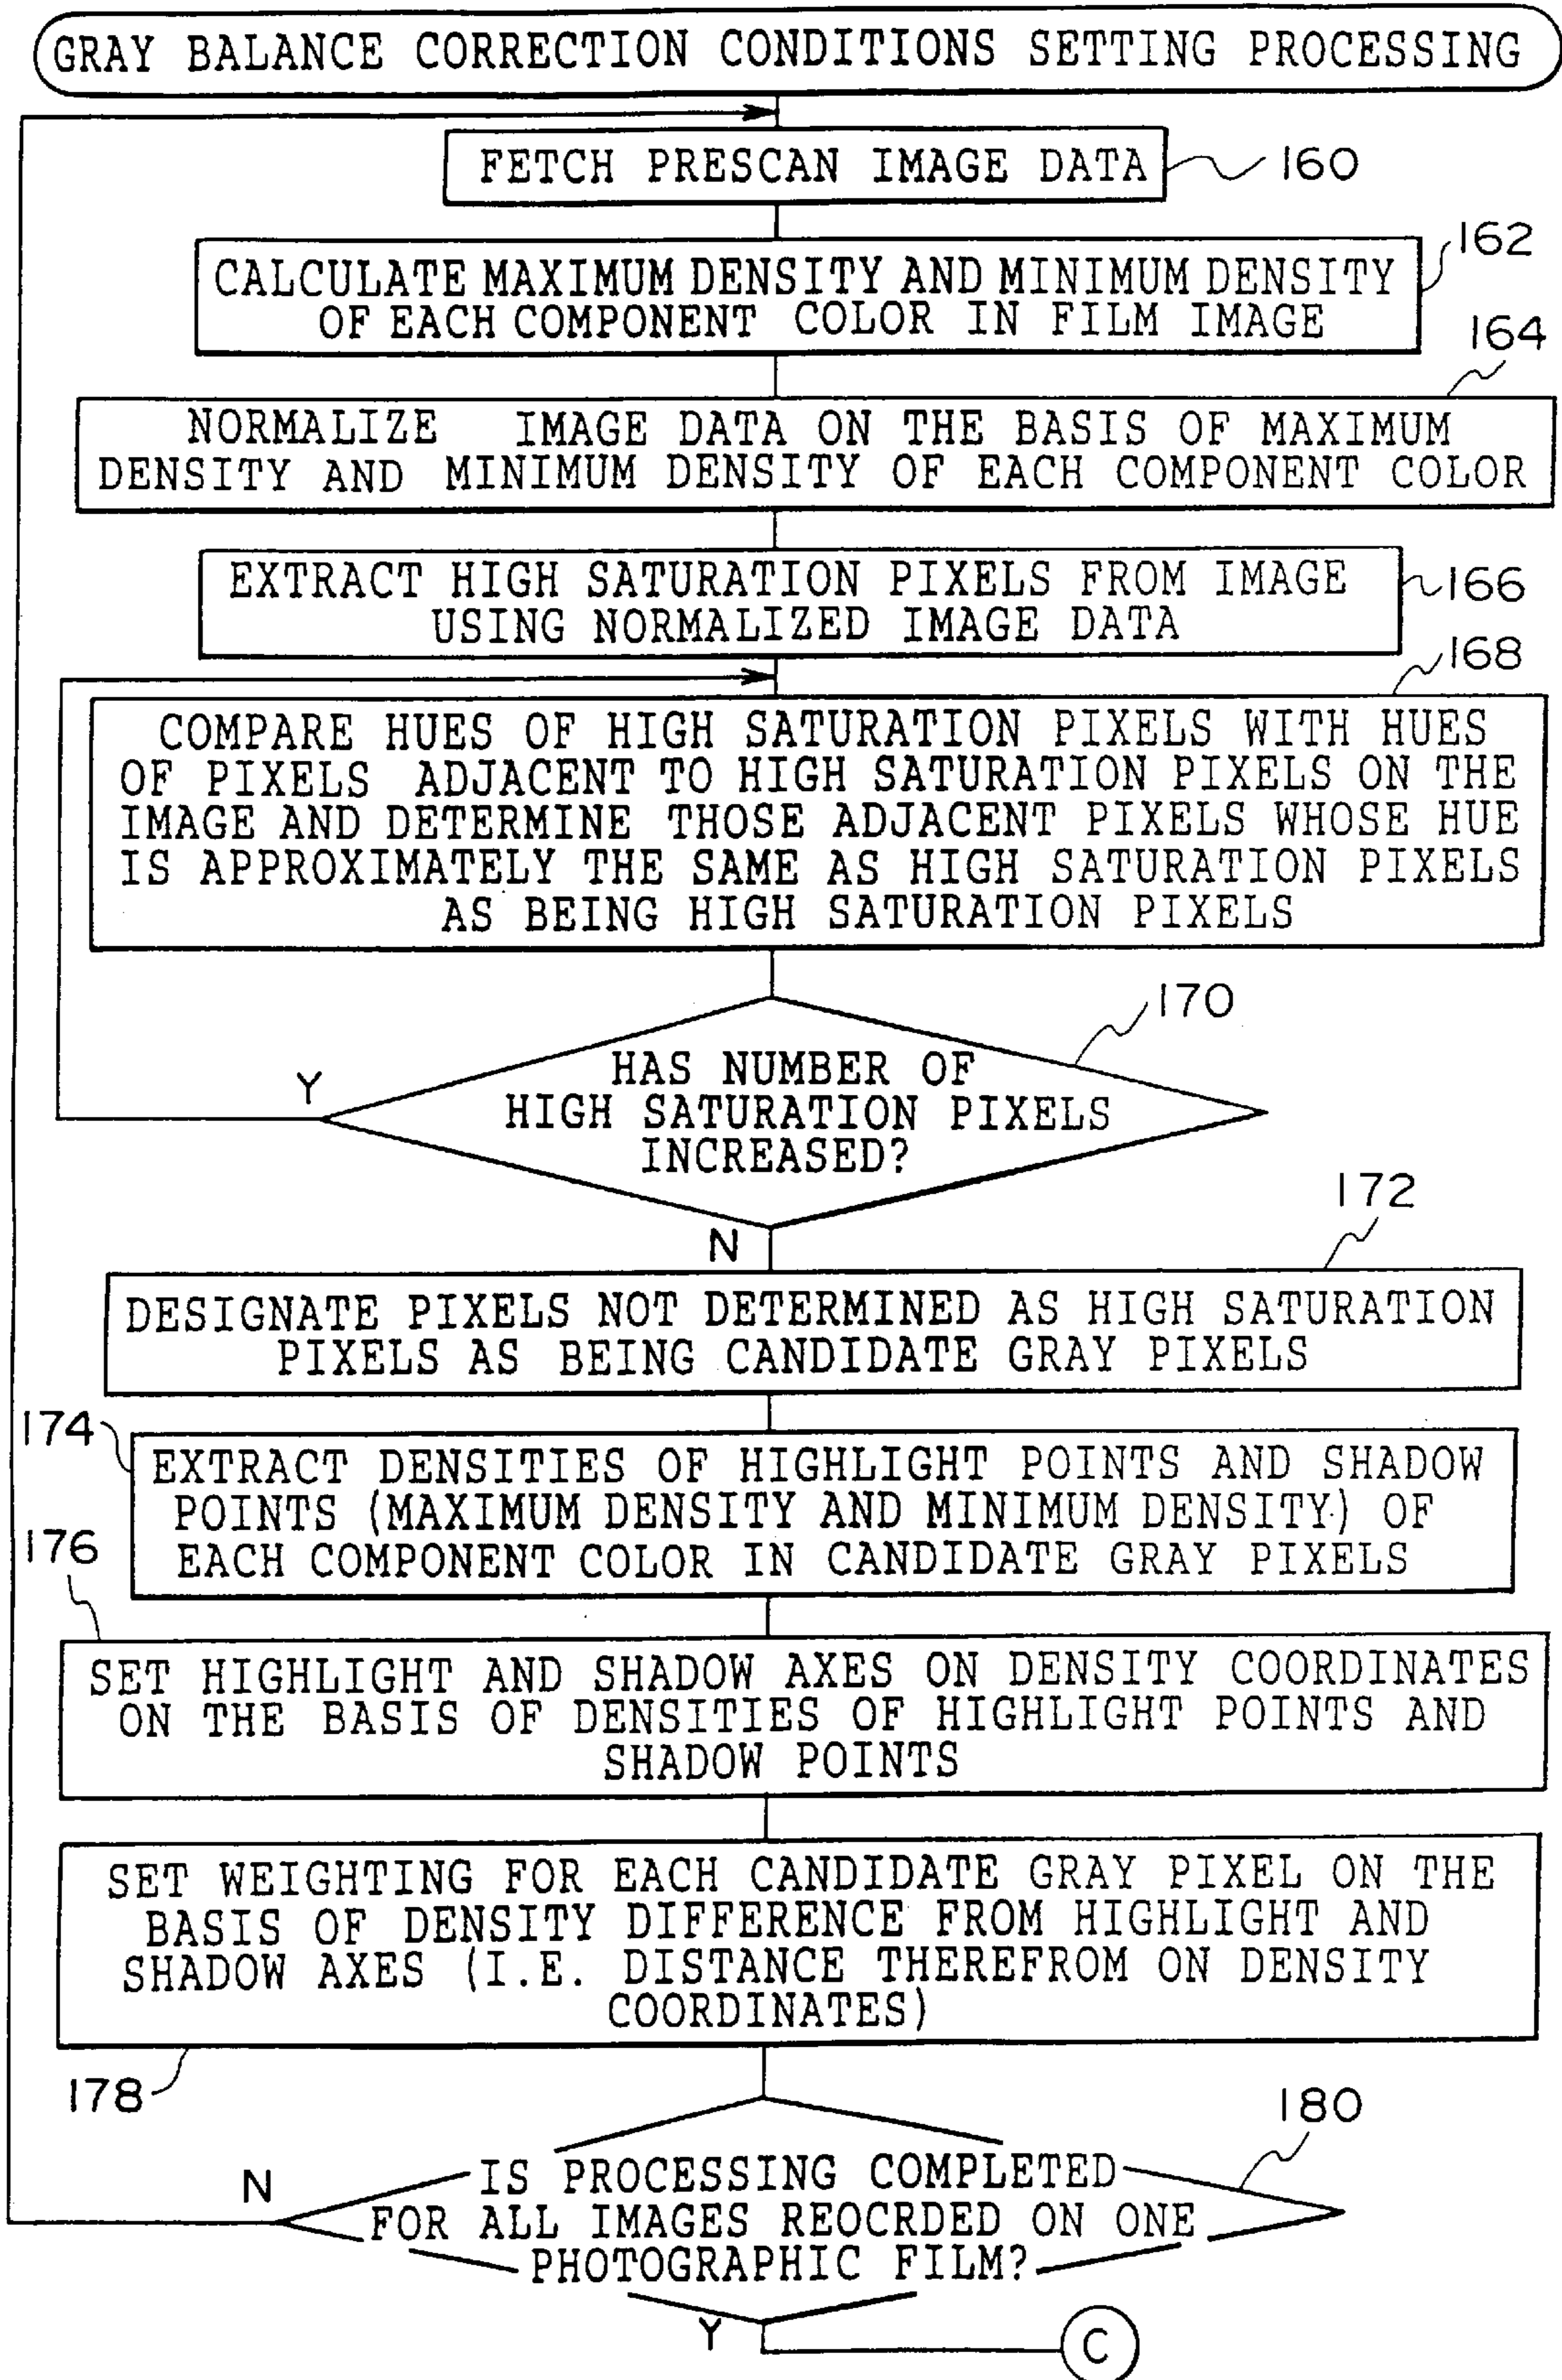 GRAY BALANCE CORRECTION CONDITIONS SETTING PROCESSING
FETCH PRESCAN IMAGE DATA
160
CALCULATE MAXIMUM DENSITY AND MINIMUM DENSITY
OF EACH COMPONENT COLOR IN FILM IMAGE
162
164
NORMALIZE IMAGE DATA ON THE BASIS OF MAXIMUM
DENSITY AND MINIMUM DENSITY OF EACH COMPONENT COLOR
EXTRACT HIGH SATURATION PIXELS FROM IMAGE
USING NORMALIZED IMAGE DATA
166
168
COMPARE HUES OF HIGH SATURATION PIXELS WITH HUES
OF PIXELS ADJACENT TO HIGH SATURATION PIXELS ON THE
IMAGE AND DETERMINE THOSE ADJACENT PIXELS WHOSE HUE
IS APPROXIMATELY THE SAME AS HIGH SATURATION PIXELS
AS BEING HIGH SATURATION PIXELS
170
Y
HAS NUMBER OF
HIGH SATURATION PIXELS
INCREASED?
N
172
DESIGNATE PIXELS NOT DETERMINED AS HIGH SATURATION
PIXELS AS BEING CANDIDATE GRAY PIXELS
174
EXTRACT DENSITIES OF HIGHLIGHT POINTS AND SHADOW
POINTS (MAXIMUM DENSITY AND MINIMUM DENSITY) OF
EACH COMPONENT COLOR IN CANDIDATE GRAY PIXELS
176
SET HIGHLIGHT AND SHADOW AXES ON DENSITY COORDINATES
ON THE BASIS OF DENSITIES OF HIGHLIGHT POINTS AND
SHADOW POINTS
SET WEIGHTING FOR EACH CANDIDATE GRAY PIXEL ON THE
BASIS OF DENSITY DIFFERENCE FROM HIGHLIGHT AND
SHADOW AXES (I.E. DISTANCE THEREFROM ON DENSITY
COORDINATES)
178
180
N
IS PROCESSING COMPLETED
FOR ALL IMAGES REOCRDED ON ONE
PHOTOGRAPHIC FILM?
Y
C